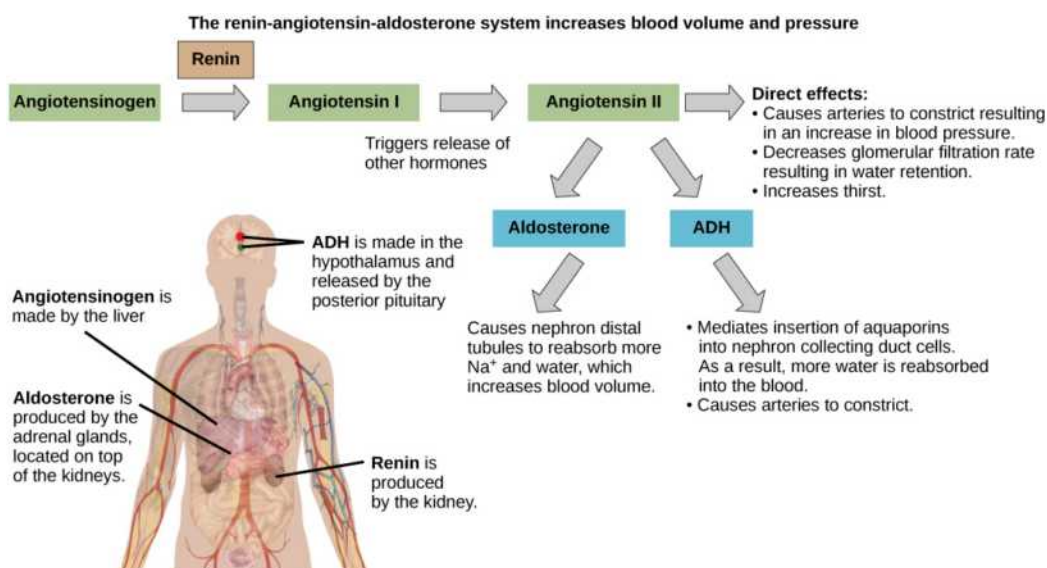 The renin-angiotensin-aldosterone system increases blood volume and pressure
Renin
Angiotensinogen
Angiotensin I
Angiotensin II
Direct effects:
• Causes arteries to constrict resulting
in an increase in blood pressure.
• Decreases glomerular filtration rate
resulting in water retention.
• Increases thirst.
Triggers release of
other hormones
Aldosterone
ADH
ADH is made in the
hypothalamus and
released by the
posterior pituitary
Angiotensinogen is
made by the liver
Aldosterone is
produced by the
adrenal glands,
located on top
of the kidneys.
Renin is
produced
by the kidney.
Causes nephron distal
tubules to reabsorb more
Na⁺ and water, which
increases blood volume.
• Mediates insertion of aquaporins
into nephron collecting duct cells.
As a result, more water is reabsorbed
into the blood.
• Causes arteries to constrict.